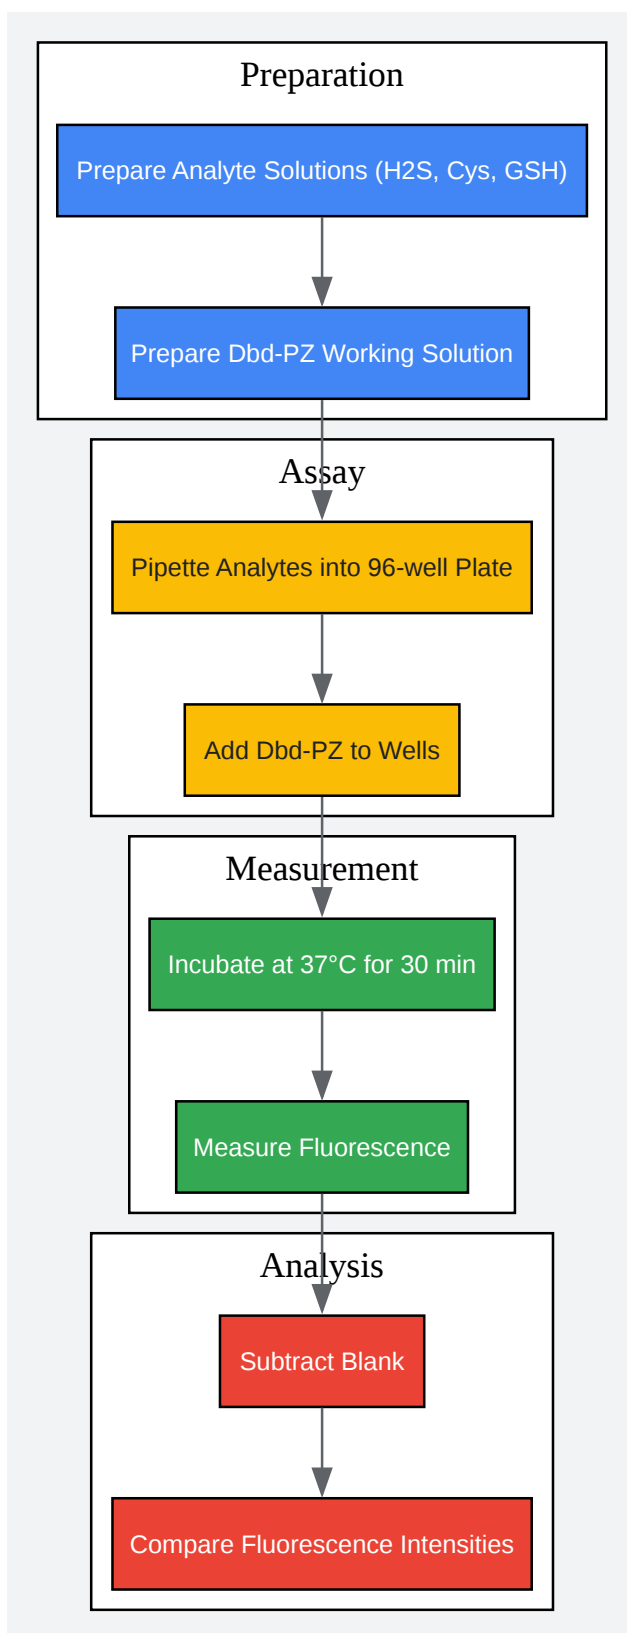 Preparation
Prepare Analyte Solutions (H2S, Cys, GSH)
Prepare Dbd-PZ Working Solution
Assay
Pipette Analytes into 96-well Plate
Add Dbd-PZ to Wells
Measurement
Incubate at 37°C for 30 min
Measure Fluorescence
Analysis
Subtract Blank
Compare Fluorescence Intensities